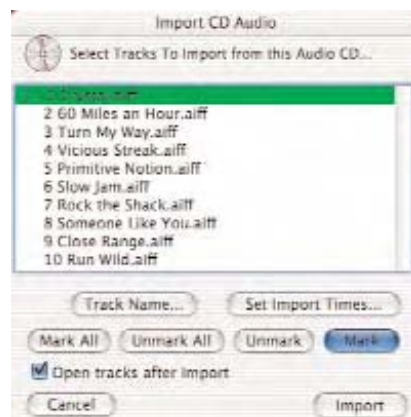 Import CD Audio
Select Tracks To Import from this Audio CD...
2 60 Miles an Hour.aiff
3 Turn My Way.aiff
4 Vicious Streak.aiff
5 Primitive Notion.aiff
6 Slow Jam.aiff
7 Rock the Shack.aiff
8 Someone Like You.aiff
9 Close Range.aiff
10 Run Wild.aiff
Track Name... Set Import Times...
Mark All Unmark All Unmark Mark
Open tracks after Import
Cancel Import